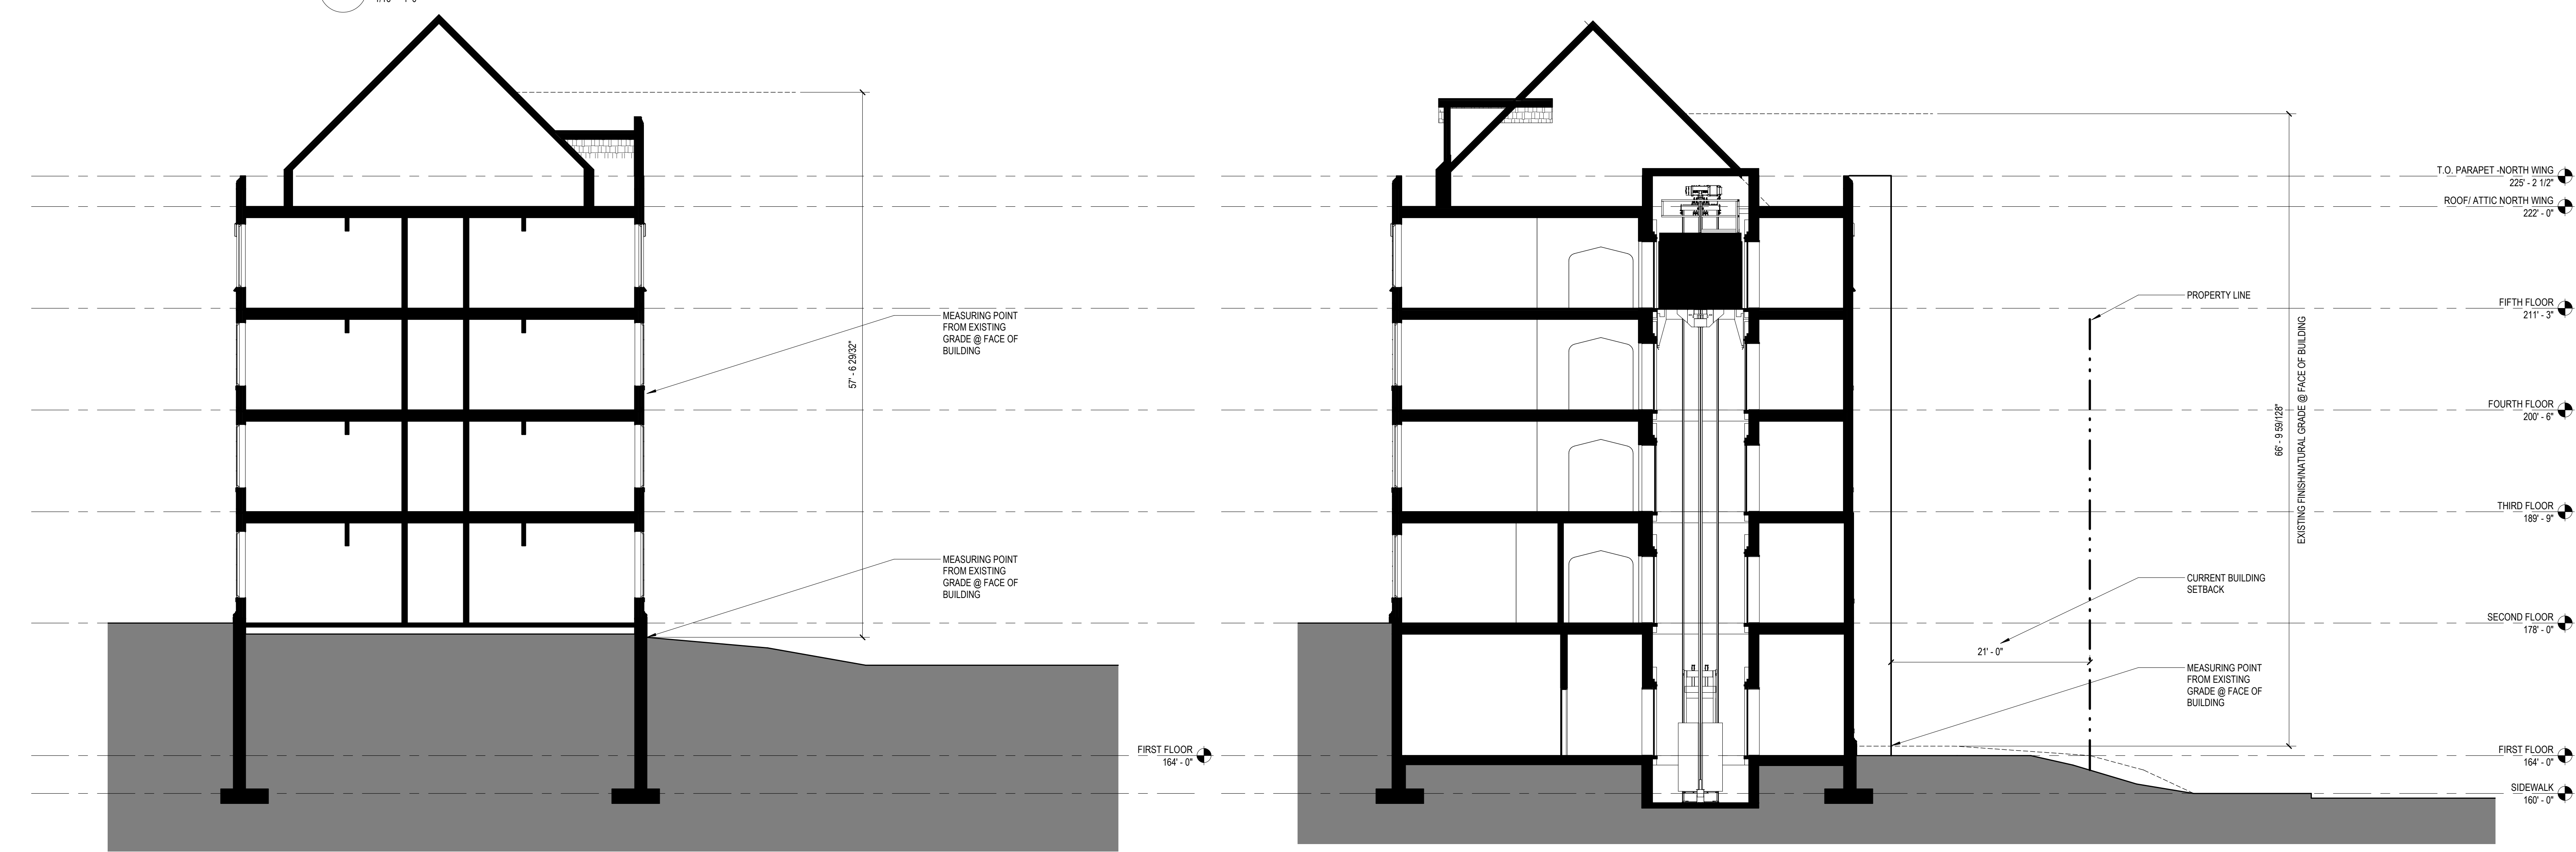 57' - 6 29/32"
MEASURING POINT
FROM EXISTING
GRADE @ FACE OF
BUILDING
MEASURING POINT
FROM EXISTING
GRADE @ FACE OF
BUILDING
FIRST FLOOR
164' - 0"
PROPERTY LINE
66' - 9 59/128"
EXISTING FINISH/NATURAL GRADE @ FACE OF BUILDING
CURRENT BUILDING
SETBACK
21' - 0"
MEASURING POINT
FROM EXISTING
GRADE @ FACE OF
BUILDING
T.O. PARAPET -NORTH WING
225' - 2 1/2"
ROOF/ ATTIC NORTH WING
222' - 0"
FIFTH FLOOR
211' - 3"
FOURTH FLOOR
200' - 6"
THIRD FLOOR
189' - 9"
SECOND FLOOR
178' - 0"
FIRST FLOOR
164' - 0"
SIDEWALK
160' - 0"